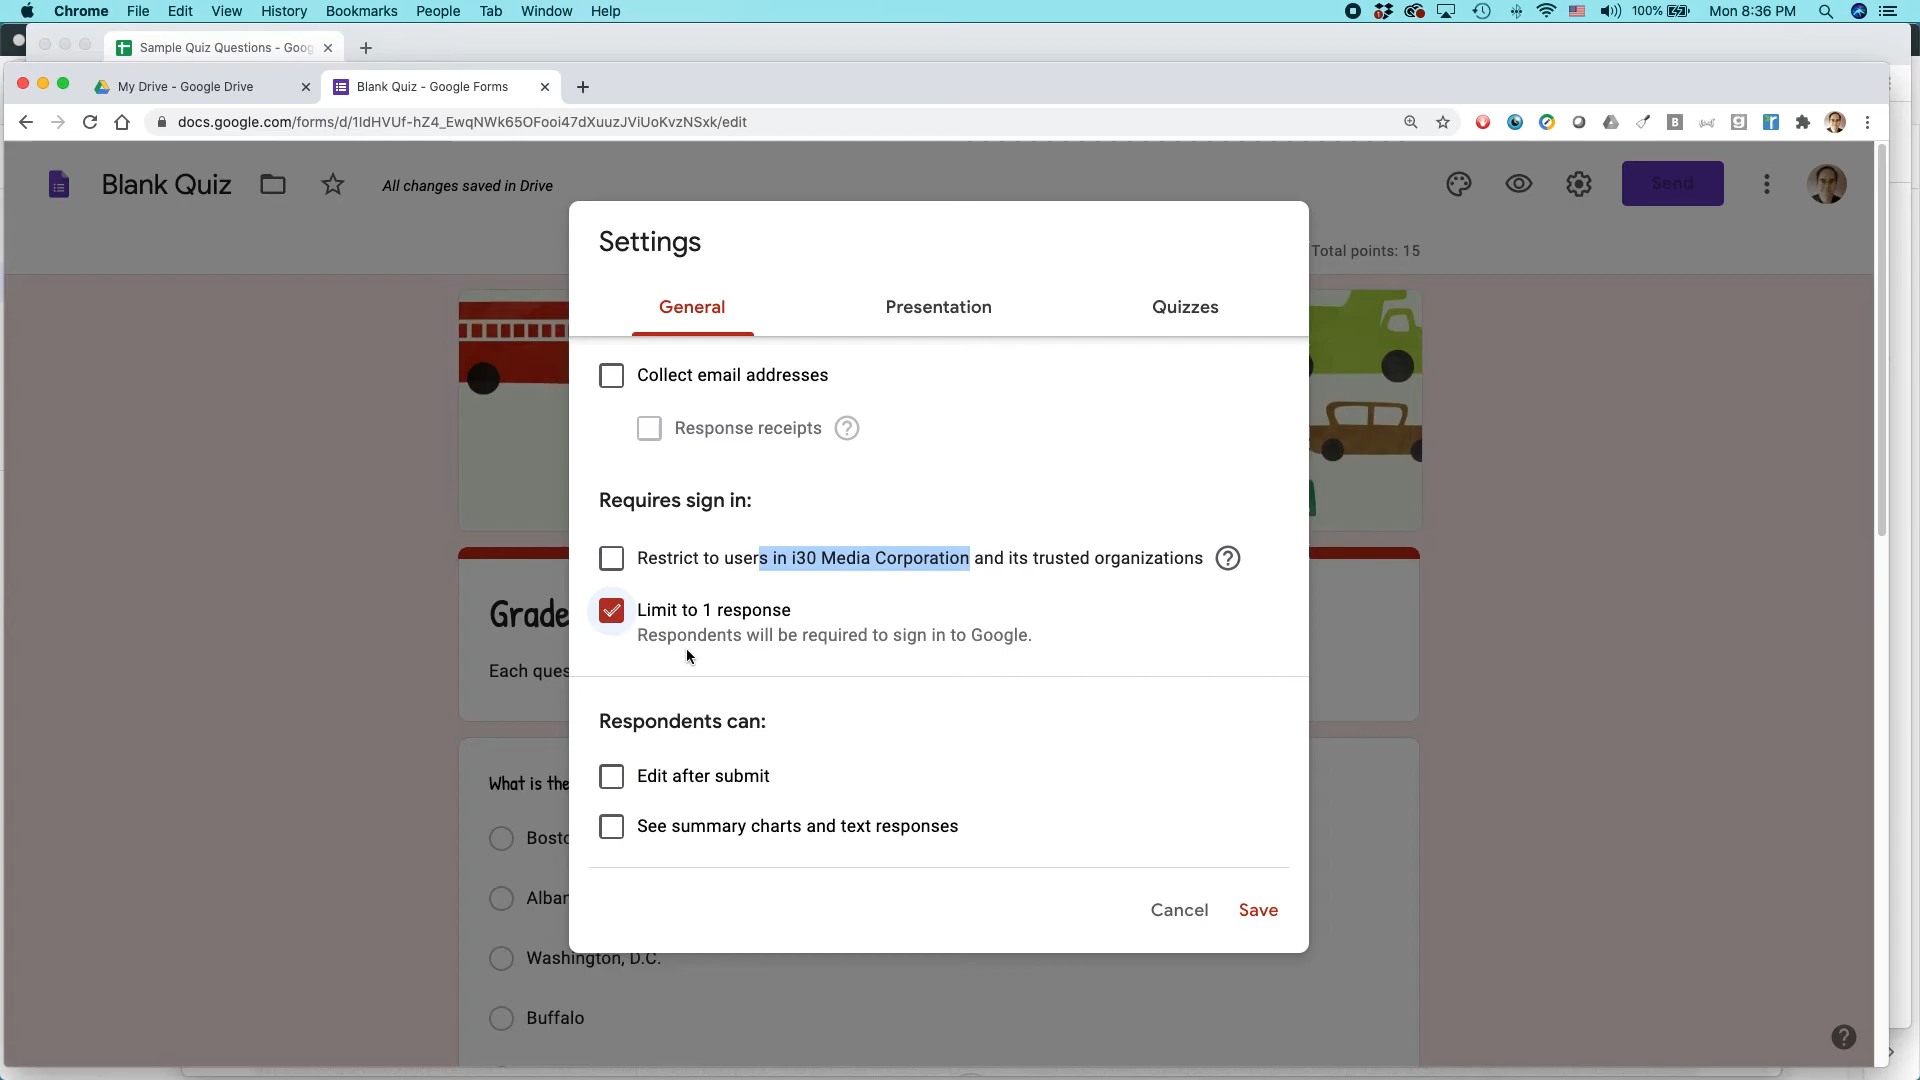 Chrome File Edit View History Bookmarks People Tab Window Help 100% Mon 8:36 PM
Sample Quiz Questions - Goog
My Drive - Google Drive Blank Quiz - Google Forms
docs.google.com/forms/d/1ldHVUf-hZ4_EwqNWk65OFooi47dXuuzJViUoKvzNSxk/edit
Blank Quiz All changes saved in Drive Send
Total points: 15
Settings
General Presentation Quizzes
Collect email addresses
Response receipts
Requires sign in:
Restrict to users in i30 Media Corporation and its trusted organizations
Limit to 1 response
Respondents will be required to sign in to Google.
Grade
Each ques
Respondents can:
Edit after submit
See summary charts and text responses
Cancel Save
What is the
Bosto
Alban
Washington, D.C.
Buffalo